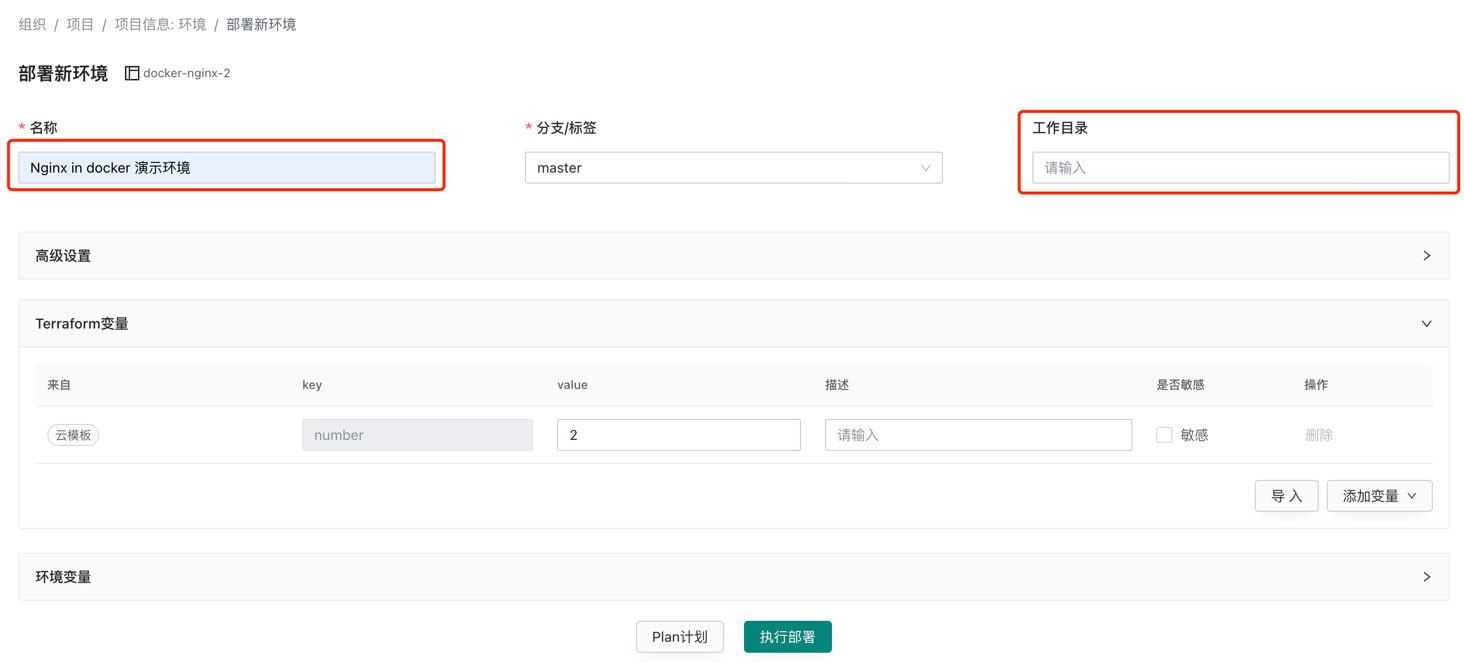 组织 / 项目 / 项目信息: 环境 / 部署新环境
部署新环境 docker-nginx-2
* 名称 * 分支/标签 工作目录
Nginx in docker 演示环境 master 请输入
高级设置
Terraform变量
来自 key value 描述 是否敏感 操作
云模板 number 2 请输入 敏感 删除
导 入 添加变量
环境变量
Plan计划 执行部署